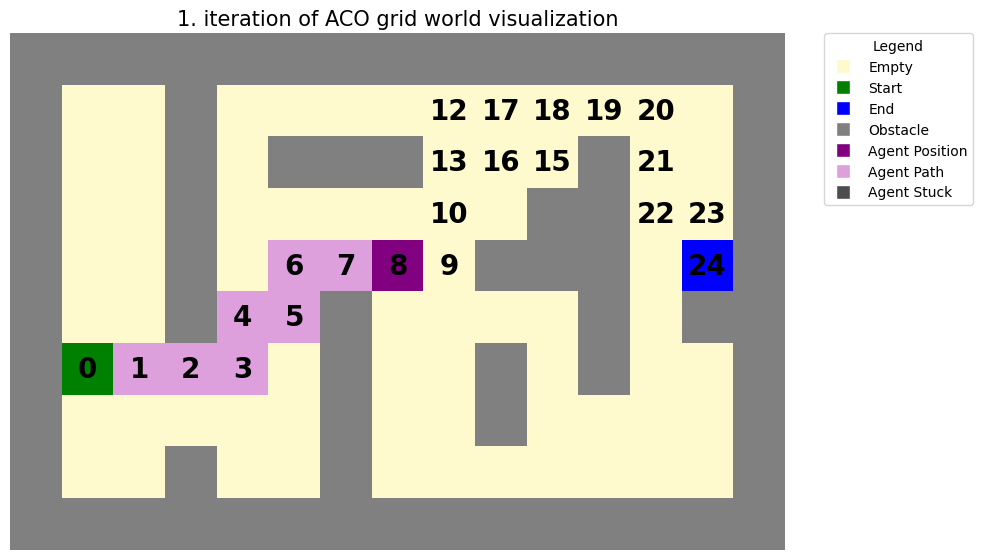 1. iteration of ACO grid world visualization
12 17 18 19 20
13 16 15 21
10 22 23
6 7 8 9 24
4 5
0 1 2 3
Legend
Empty
Start
End
Obstacle
Agent Position
Agent Path
Agent Stuck